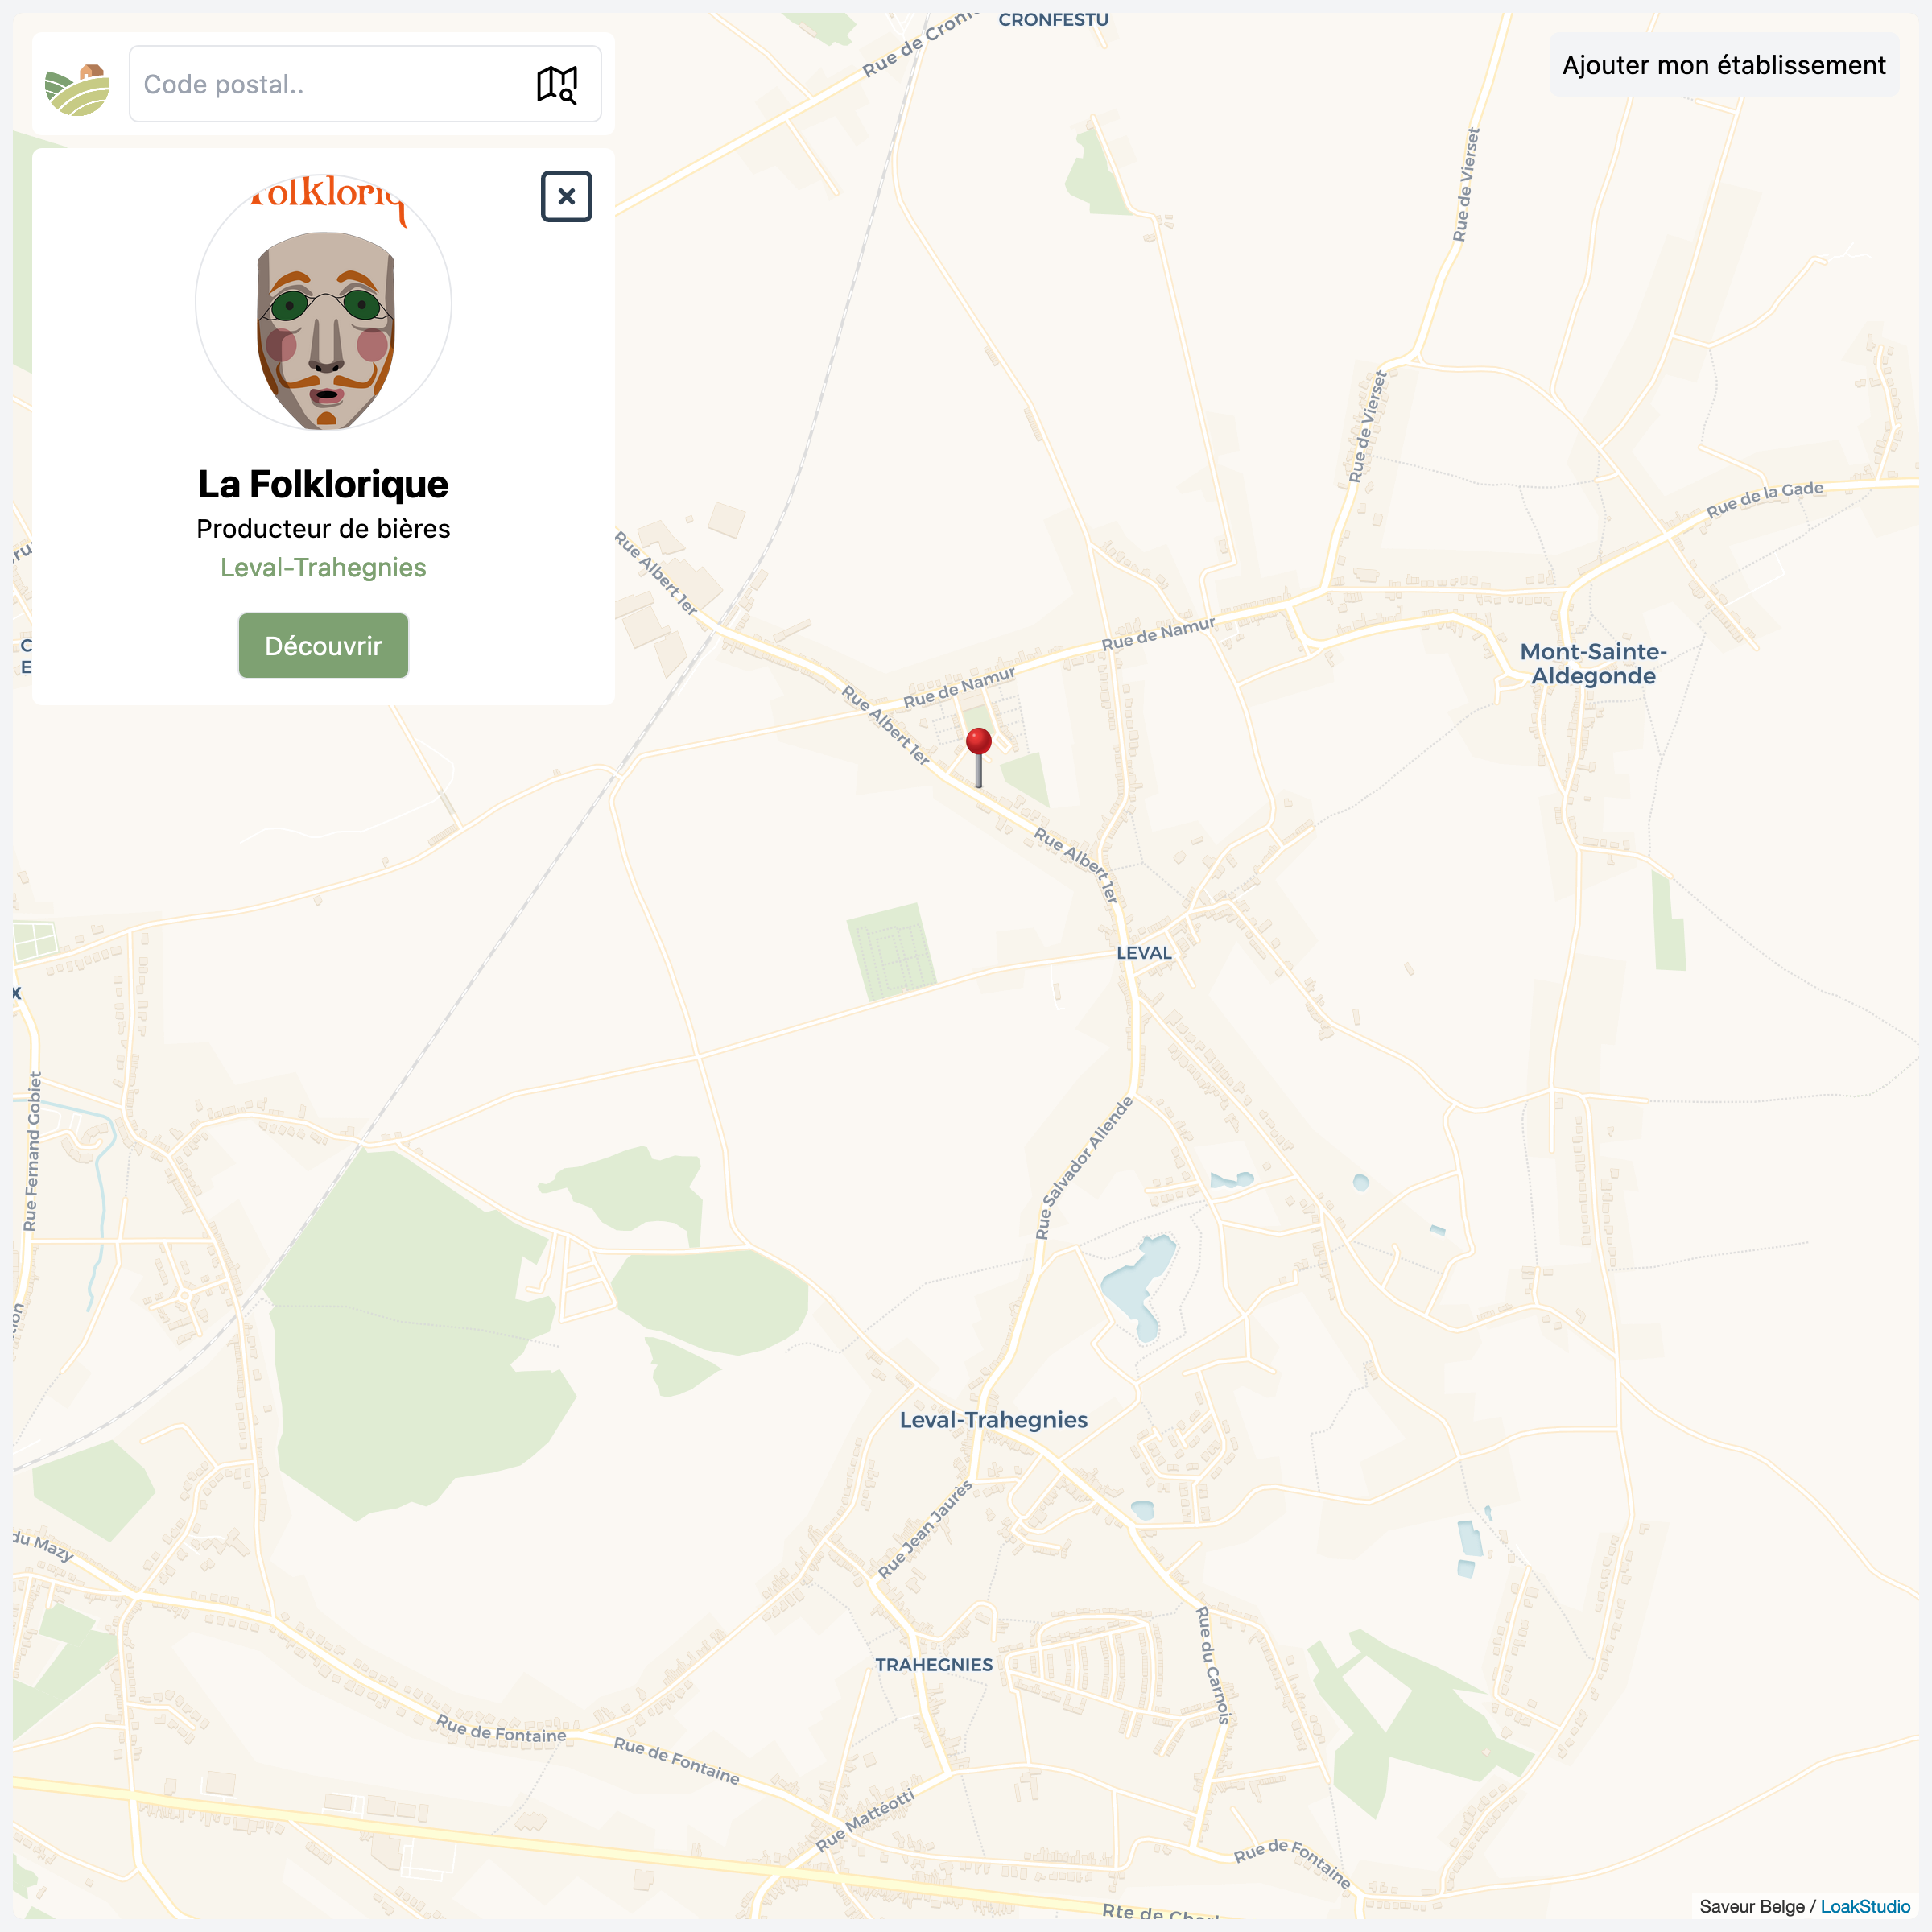 CRONFESTU
Rue de Cronfestu
Code postal..
Ajouter mon établissement
Folkloriq
La Folklorique
Producteur de bières
Leval-Trahegnies
Découvrir
Rue de Vierset
Rue de Vierset
Rue de la Gade
Rue Albert 1er
Rue de Namur
Rue de Namur
Mont-Sainte-
Aldegonde
Rue Albert 1er
Rue Albert 1er
LEVAL
Rue Fernand Gobiet
Rue Salvador Allende
Leval-Trahegnies
Rue Jean Jaurès
du Mazy
TRAHEGNIES
Rue du Carnois
Rue de Fontaine
Rue de Fontaine
Rue Mattéotti
Rue de Fontaine
Rte de
Saveur Belge / LoakStudio